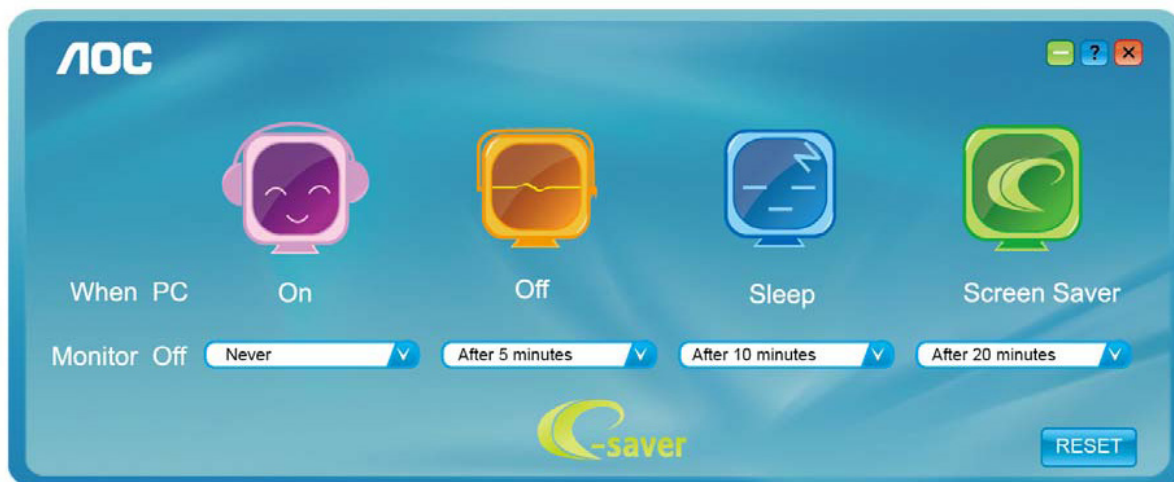 AOC
?
When PC On Off Sleep Screen Saver
Monitor Off Never After 5 minutes After 10 minutes After 20 minutes
e-saver
RESET